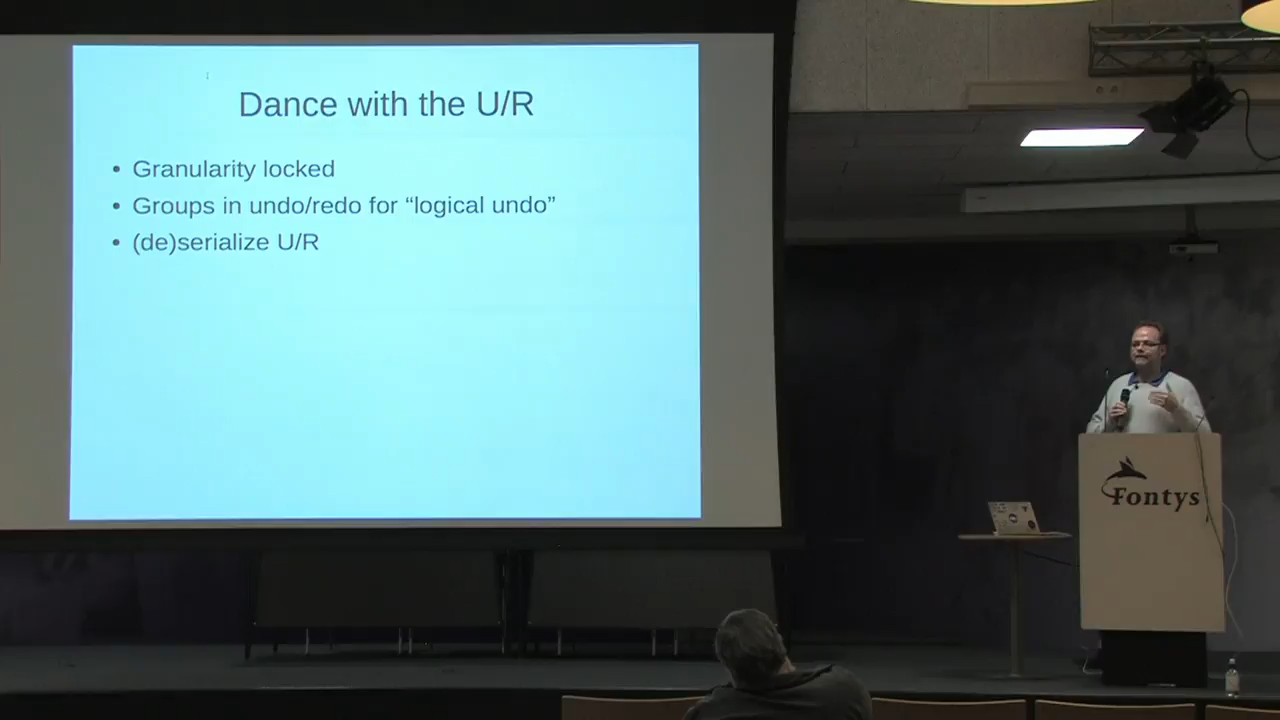 Dance with the U/R
• Granularity locked
• Groups in undo/redo for “logical undo”
• (de)serialize U/R
Fontys